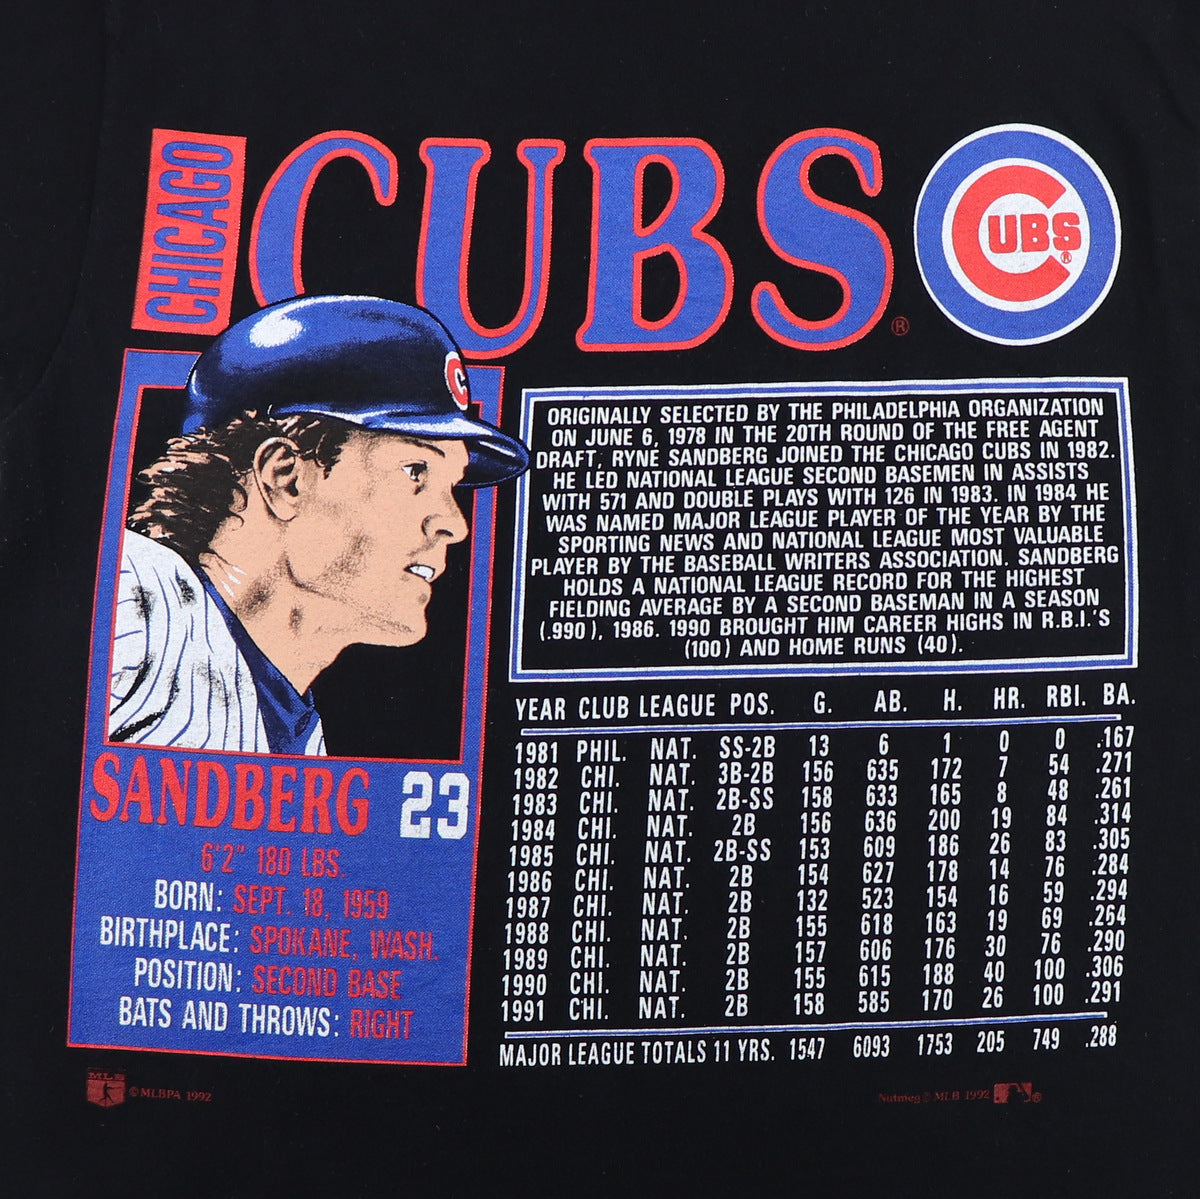 CHICAGO
CUBS®
CUBS®
C
ORIGINALLY SELECTED BY THE PHILADELPHIA ORGANIZATION
ON JUNE 6, 1978 IN THE 20TH ROUND OF THE FREE AGENT
DRAFT, RYNE SANDBERG JOINED THE CHICAGO CUBS IN 1982.
HE LED NATIONAL LEAGUE SECOND BASEMEN IN ASSISTS
WITH 571 AND DOUBLE PLAYS WITH 126 IN 1983. IN 1984 HE
WAS NAMED MAJOR LEAGUE PLAYER OF THE YEAR BY THE
SPORTING NEWS AND NATIONAL LEAGUE MOST VALUABLE
PLAYER BY THE BASEBALL WRITERS ASSOCIATION. SANDBERG
HOLDS A NATIONAL LEAGUE RECORD FOR THE HIGHEST
FIELDING AVERAGE BY A SECOND BASEMAN IN A SEASON
(.990), 1986. 1990 BROUGHT HIM CAREER HIGHS IN R.B.I.'S
(100) AND HOME RUNS (40).
SANDBERG 23
6'2" 180 LBS.
BORN: SEPT. 18, 1959
BIRTHPLACE: SPOKANE, WASH.
POSITION: SECOND BASE
BATS AND THROWS: RIGHT
YEAR CLUB LEAGUE POS. G. AB. H. HR. RBI. BA.
1981 PHIL. NAT. SS-2B 13 6 1 0 0 .167
1982 CHI. NAT. 3B-2B 156 635 172 7 54 .271
1983 CHI. NAT. 2B-SS 158 633 165 8 48 .261
1984 CHI. NAT. 2B 156 636 200 19 84 .314
1985 CHI. NAT. 2B-SS 153 609 186 26 83 .305
1986 CHI. NAT. 2B 154 627 178 14 76 .284
1987 CHI. NAT. 2B 132 523 154 16 59 .294
1988 CHI. NAT. 2B 155 618 163 19 69 .264
1989 CHI. NAT. 2B 157 606 176 30 76 .290
1990 CHI. NAT. 2B 155 615 188 40 100 .306
1991 CHI. NAT. 2B 158 585 170 26 100 .291
MAJOR LEAGUE TOTALS 11 YRS. 1547 6093 1753 205 749 .288
MLB
© MLBPA 1992
Nutmeg © MLB 1992 ®